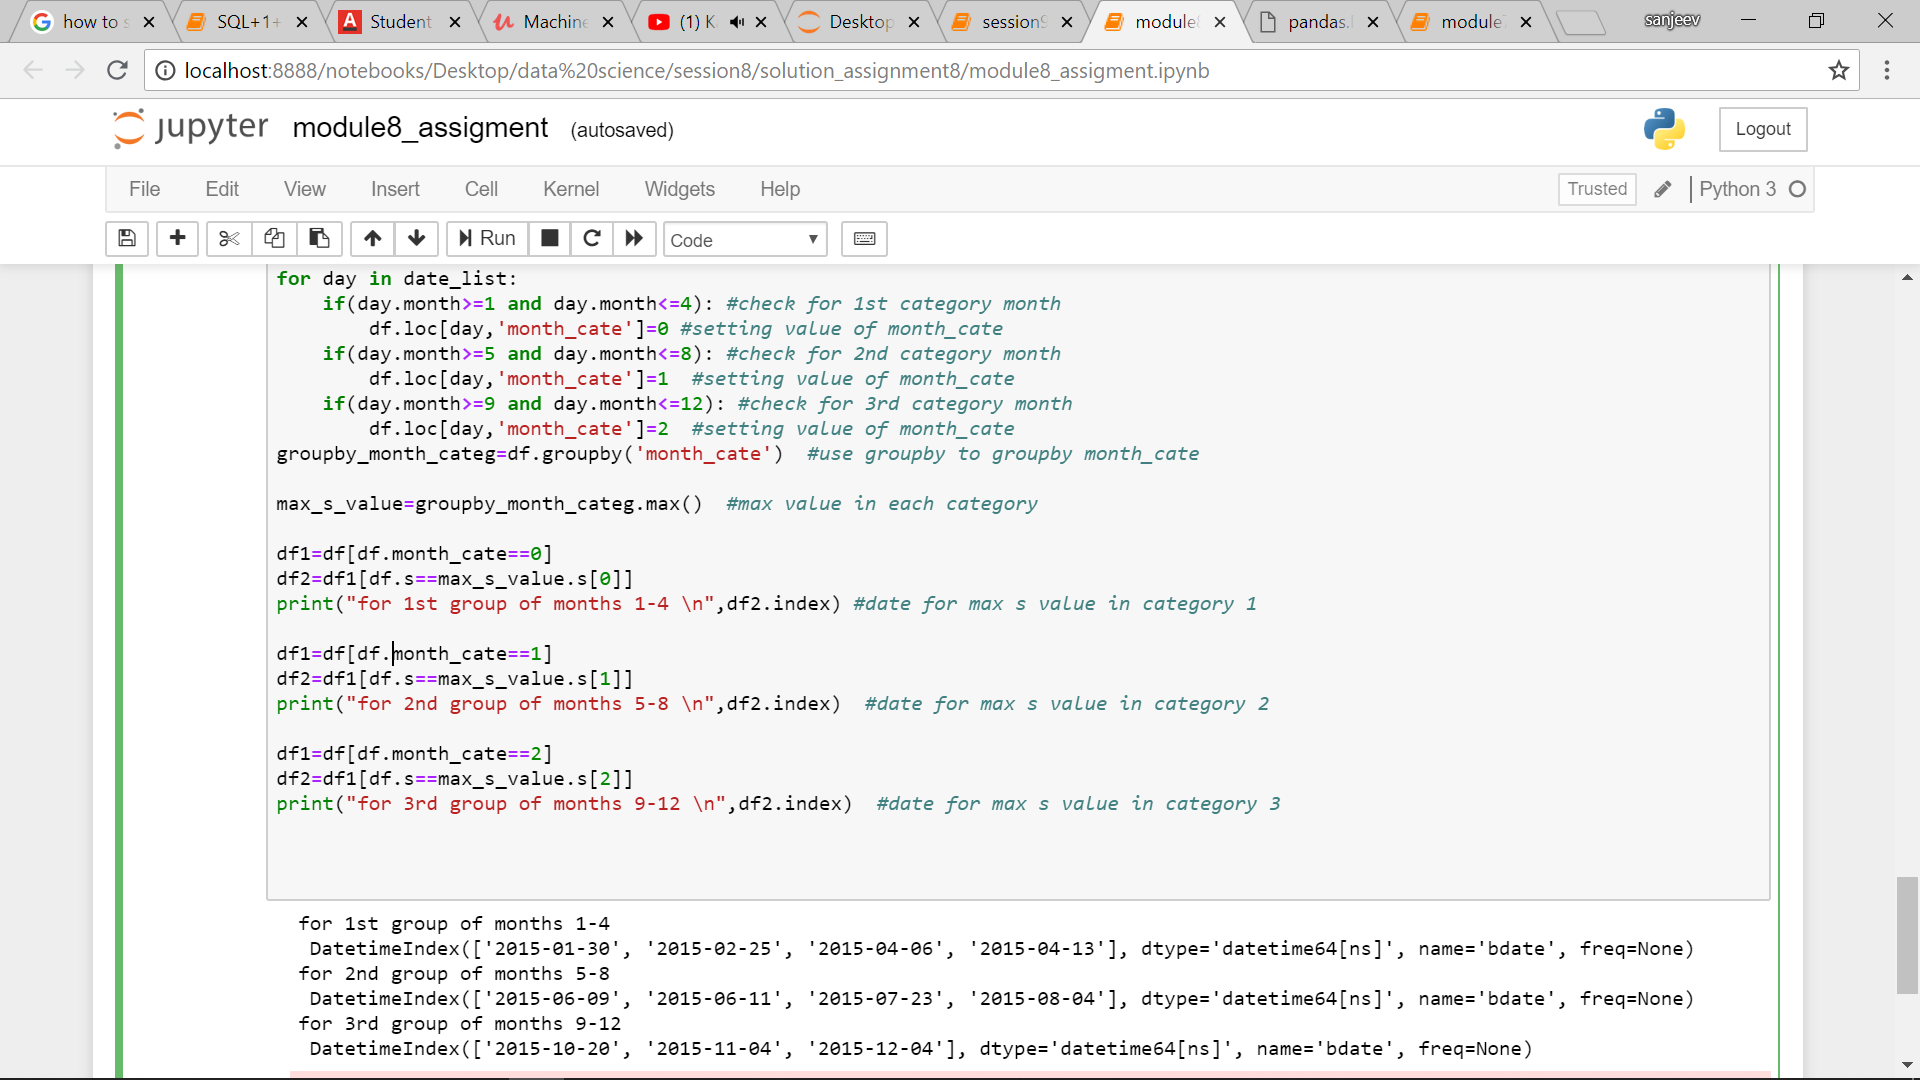 how to s
SQL+1+
Student
Machine
(1) K
Desktop
session9
module8
pandas.
module7
sanjeev
localhost:8888/notebooks/Desktop/data%20science/session8/solution_assignment8/module8_assigment.ipynb
jupyter module8_assigment (autosaved)
Logout
File Edit View Insert Cell Kernel Widgets Help
Trusted Python 3
Run Code
for day in date_list:
    if(day.month>=1 and day.month<=4): #check for 1st category month
        df.loc[day,'month_cate']=0 #setting value of month_cate
    if(day.month>=5 and day.month<=8): #check for 2nd category month
        df.loc[day,'month_cate']=1  #setting value of month_cate
    if(day.month>=9 and day.month<=12): #check for 3rd category month
        df.loc[day,'month_cate']=2  #setting value of month_cate
groupby_month_categ=df.groupby('month_cate')  #use groupby to groupby month_cate
max_s_value=groupby_month_categ.max()  #max value in each category
df1=df[df.month_cate==0]
df2=df1[df.s==max_s_value.s[0]]
print("for 1st group of months 1-4 \n",df2.index) #date for max s value in category 1
df1=df[df.month_cate==1]
df2=df1[df.s==max_s_value.s[1]]
print("for 2nd group of months 5-8 \n",df2.index)  #date for max s value in category 2
df1=df[df.month_cate==2]
df2=df1[df.s==max_s_value.s[2]]
print("for 3rd group of months 9-12 \n",df2.index)  #date for max s value in category 3
for 1st group of months 1-4
 DatetimeIndex(['2015-01-30', '2015-02-25', '2015-04-06', '2015-04-13'], dtype='datetime64[ns]', name='bdate', freq=None)
for 2nd group of months 5-8
 DatetimeIndex(['2015-06-09', '2015-06-11', '2015-07-23', '2015-08-04'], dtype='datetime64[ns]', name='bdate', freq=None)
for 3rd group of months 9-12
 DatetimeIndex(['2015-10-20', '2015-11-04', '2015-12-04'], dtype='datetime64[ns]', name='bdate', freq=None)